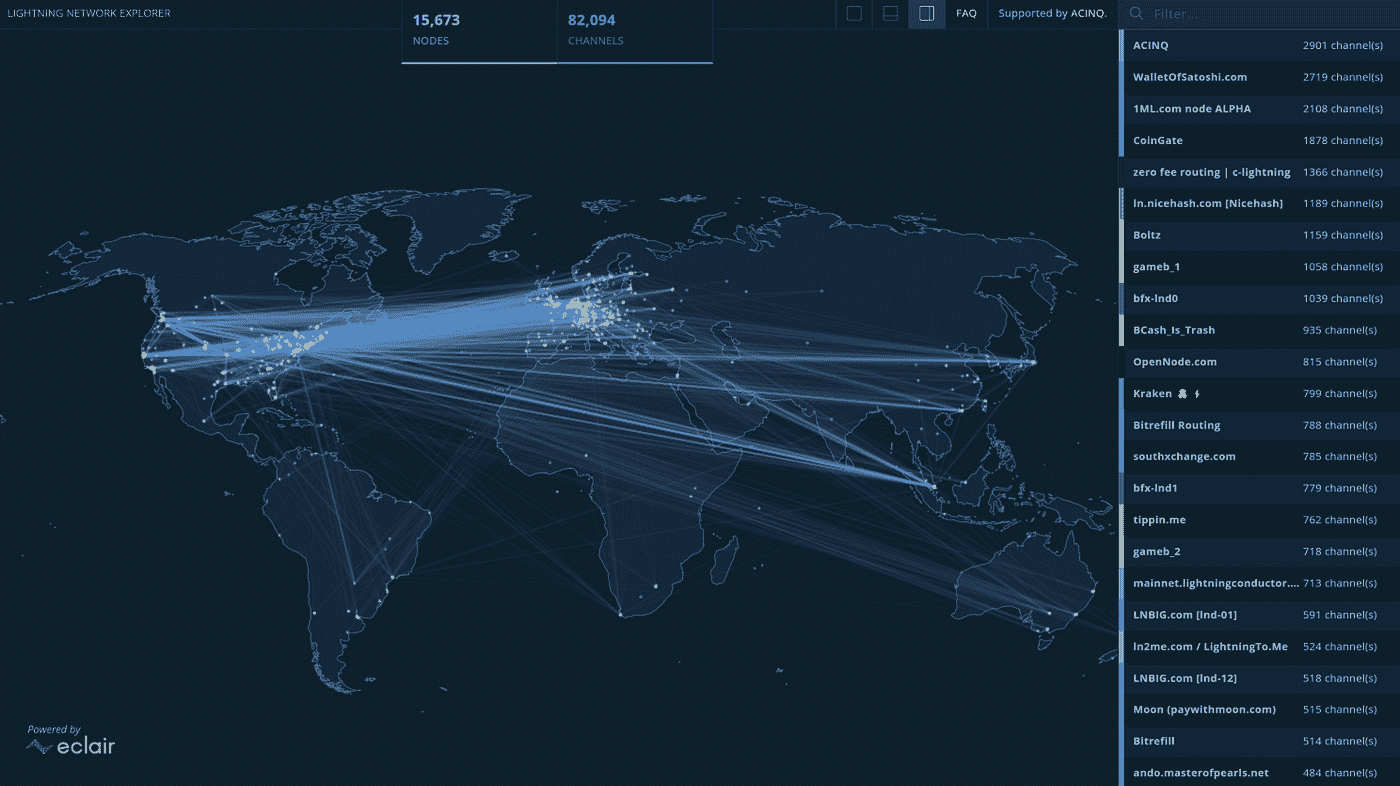 LIGHTNING NETWORK EXPLORER
15,673
NODES
82,094
CHANNELS
FAQ
Supported by ACINQ.
Filter...
ACINQ 2901 channel(s)
WalletOfSatoshi.com 2719 channel(s)
1ML.com node ALPHA 2108 channel(s)
CoinGate 1878 channel(s)
zero fee routing | c-lightning 1366 channel(s)
ln.nicehash.com [Nicehash] 1189 channel(s)
Boltz 1159 channel(s)
gameb_1 1058 channel(s)
bfx-lnd0 1039 channel(s)
BCash_Is_Trash 935 channel(s)
OpenNode.com 815 channel(s)
Kraken 🐙 ⚡ 799 channel(s)
Bitrefill Routing 788 channel(s)
southxchange.com 785 channel(s)
bfx-lnd1 779 channel(s)
tippin.me 762 channel(s)
gameb_2 718 channel(s)
mainnet.lightningconductor.... 713 channel(s)
LNBIG.com [lnd-01] 591 channel(s)
ln2me.com / LightningTo.Me 524 channel(s)
LNBIG.com [lnd-12] 518 channel(s)
Moon (paywithmoon.com) 515 channel(s)
Bitrefill 514 channel(s)
ando.masterofpearls.net 484 channel(s)
Powered by
eclair